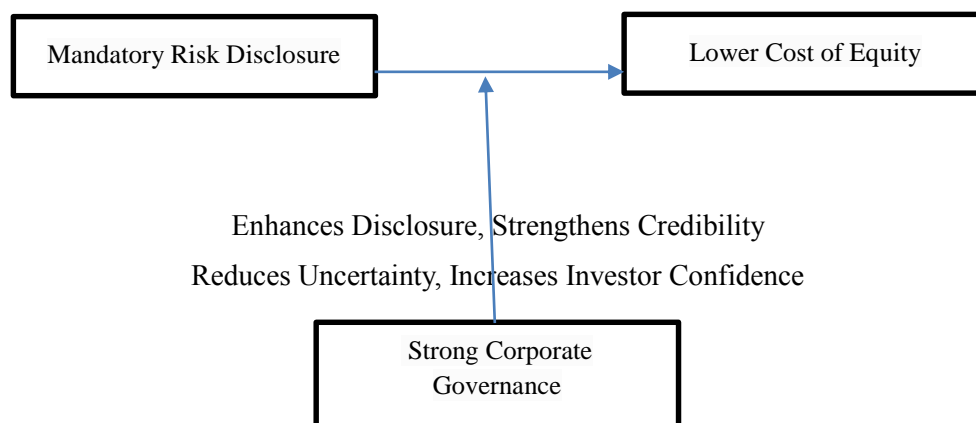 Mandatory Risk Disclosure
Lower Cost of Equity
Enhances Disclosure, Strengthens Credibility
Reduces Uncertainty, Increases Investor Confidence
Strong Corporate
Governance